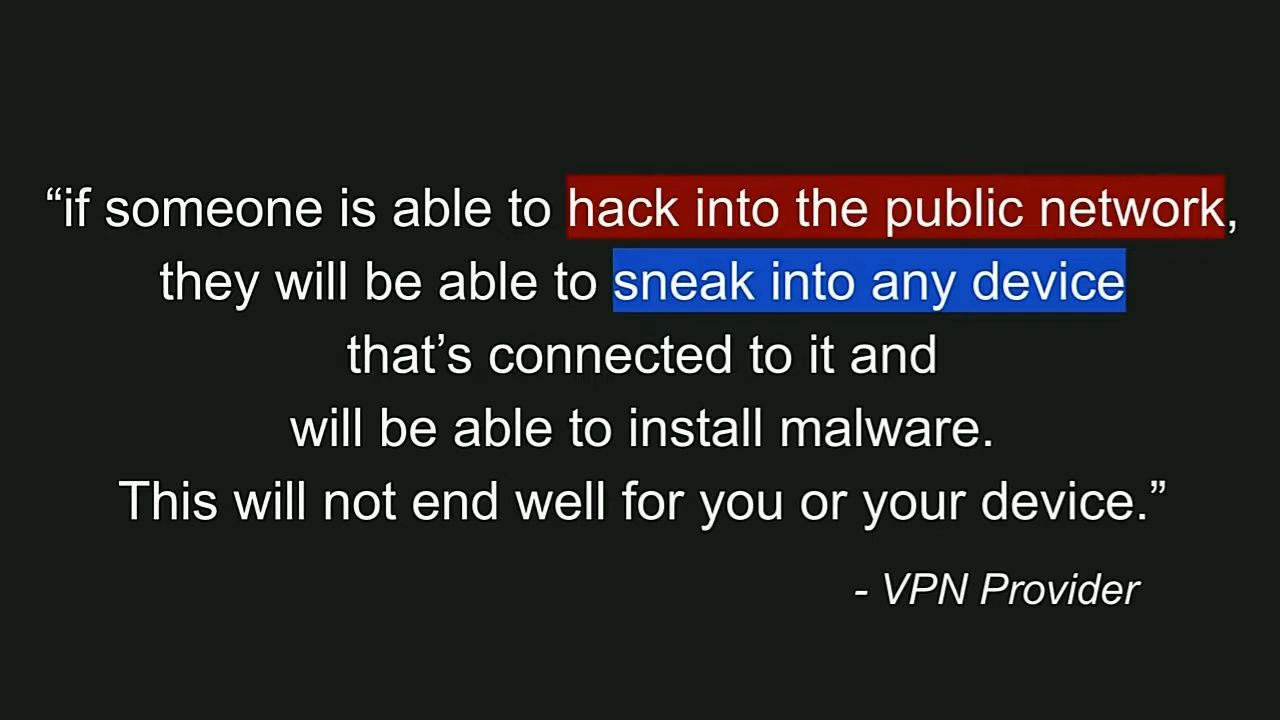 “if someone is able to hack into the public network,
they will be able to sneak into any device
that’s connected to it and
will be able to install malware.
This will not end well for you or your device.”
- VPN Provider